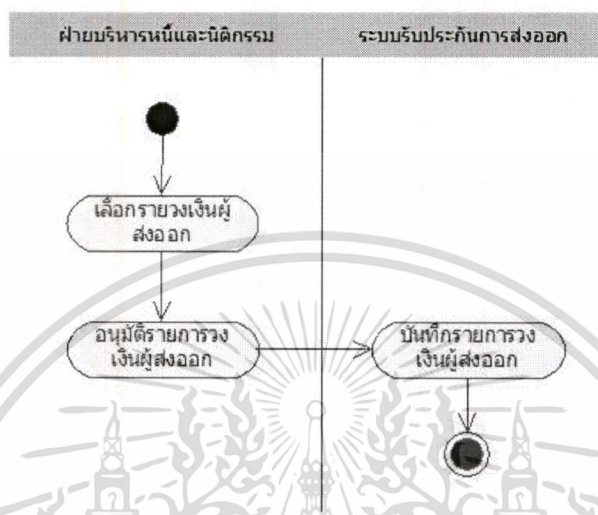 ฝ่ายบริหารหนี้และนิติกรรม
ระบบรับประกันการส่งออก
เลือกรายวงเงินผู้
ส่งออก
อนุมัติรายการวง
เงินผู้ส่งออก
บันทึกรายการวง
เงินผู้ส่งออก